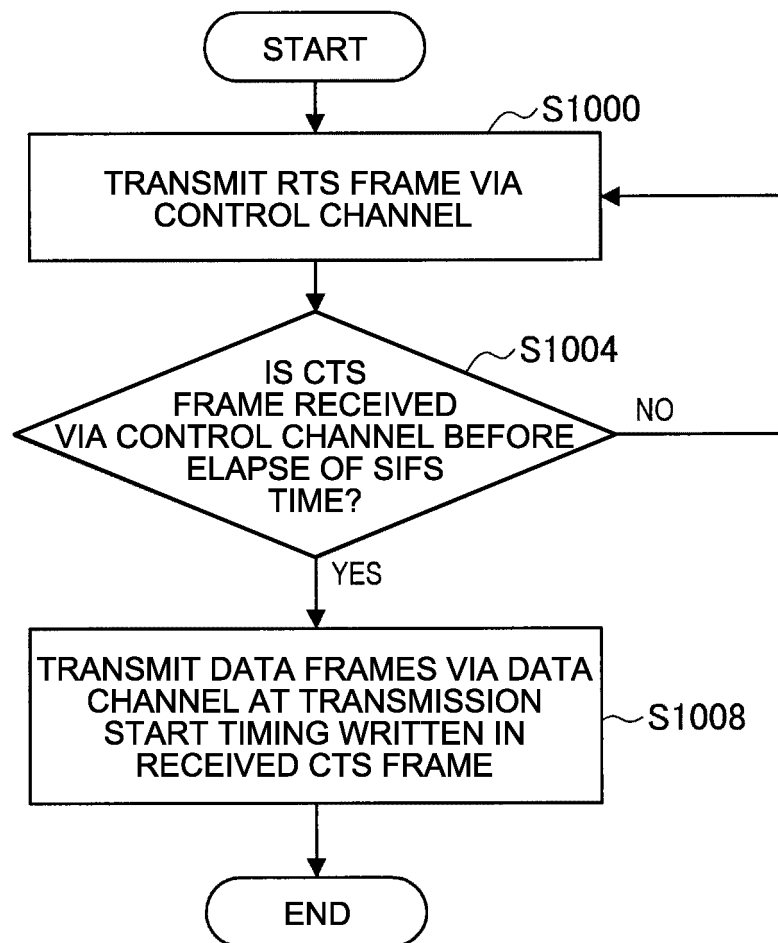 START
S1000
TRANSMIT RTS FRAME VIA
CONTROL CHANNEL
S1004
IS CTS
FRAME RECEIVED
VIA CONTROL CHANNEL BEFORE
ELAPSE OF SIFS
TIME?
NO
YES
TRANSMIT DATA FRAMES VIA DATA
CHANNEL AT TRANSMISSION
START TIMING WRITTEN IN
RECEIVED CTS FRAME
S1008
END